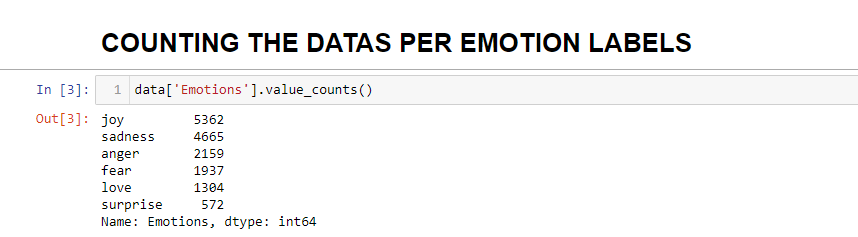 COUNTING THE DATAS PER EMOTION LABELS
In [3]: 1 data['Emotions'].value_counts()
Out[3]: joy 5362
sadness 4665
anger 2159
fear 1937
love 1304
surprise 572
Name: Emotions, dtype: int64